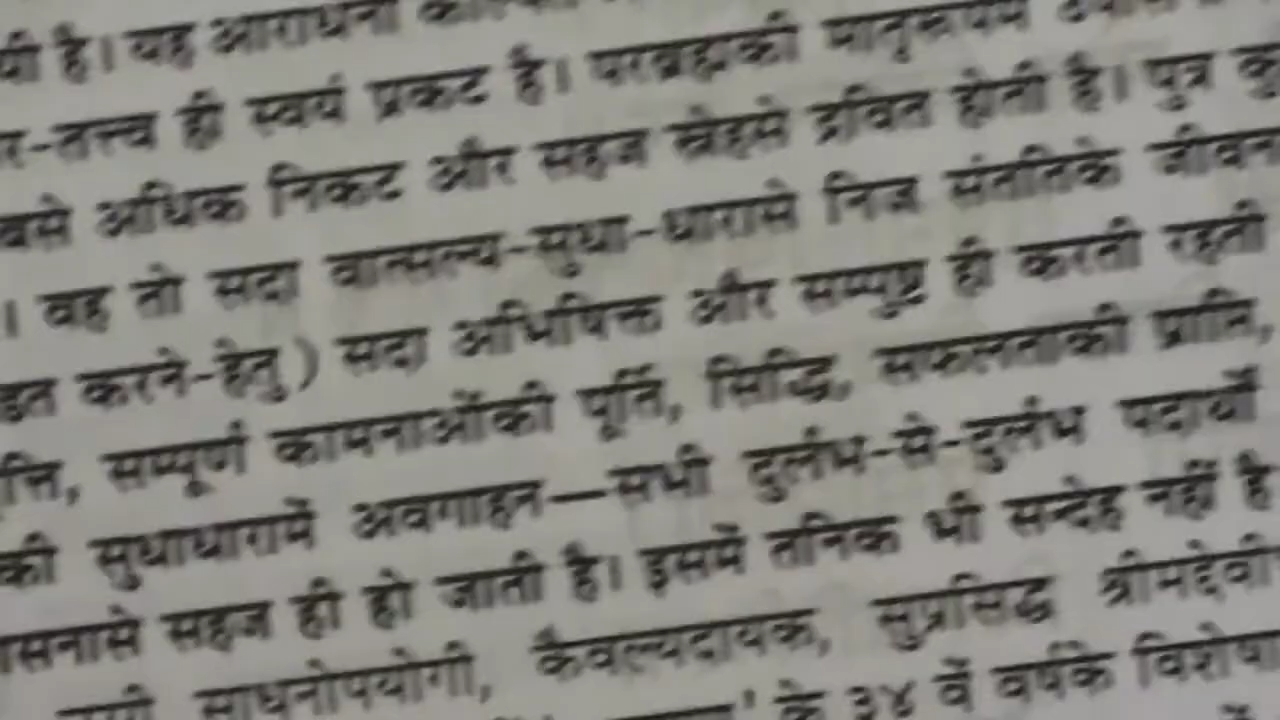 है। यह आराधना
र-तत्त्व ही स्वयं प्रकट है। परब्रह्मकी मातृरूपमें
बसे अधिक निकट और सहज स्नेहसे द्रवित होती है। पुत्र
। वह तो सदा वात्सल्य-सुधा-धारासे निज संततिके जीवन
करने-हेतु) सदा अभिषिक्त और सम्पुष्ट ही करती रहती
त्ति, सम्पूर्ण कामनाओंकी पूर्ति, सिद्धि, सफलताकी प्राप्ति,
की सुधाधारामें अवगाहन—सभी दुर्लभ-से-दुर्लभ पदार्थों
ासनासे सहज ही हो जाती है। इसमें तनिक भी सन्देह नहीं है
साधनोपयोगी, कैवल्यदायक, सुप्रसिद्ध श्रीमद्देवी
' के ३४ वें वर्षके विशेषा